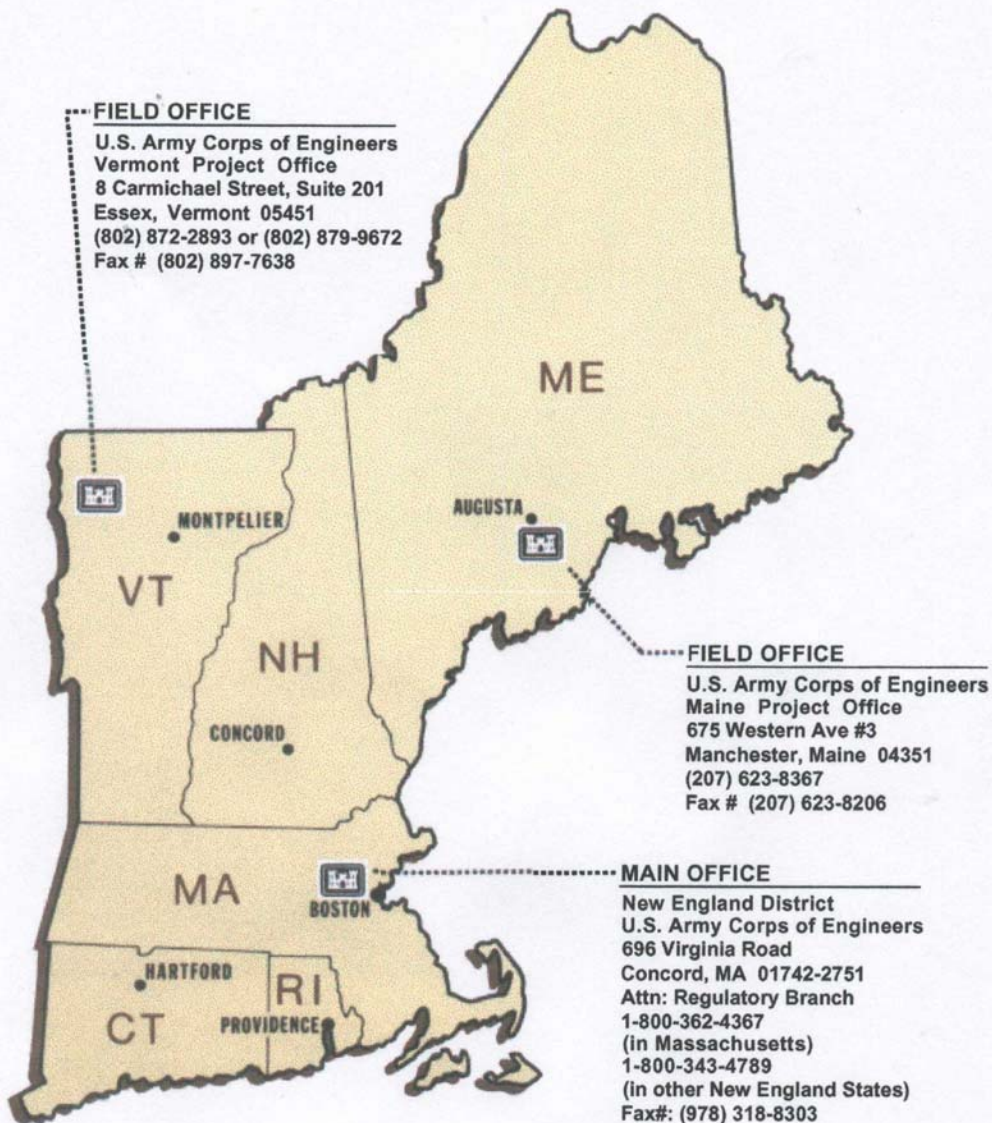 FIELD OFFICE
U.S. Army Corps of Engineers
Vermont Project Office
8 Carmichael Street, Suite 201
Essex, Vermont 05451
(802) 872-2893 or (802) 879-9672
Fax # (802) 897-7638
ME
AUGUSTA
MONTPELIER
VT
NH
CONCORD
FIELD OFFICE
U.S. Army Corps of Engineers
Maine Project Office
675 Western Ave #3
Manchester, Maine 04351
(207) 623-8367
Fax # (207) 623-8206
MA
BOSTON
MAIN OFFICE
New England District
U.S. Army Corps of Engineers
696 Virginia Road
Concord, MA 01742-2751
Attn: Regulatory Branch
1-800-362-4367
(in Massachusetts)
1-800-343-4789
(in other New England States)
Fax#: (978) 318-8303
HARTFORD
RI
CT
PROVIDENCE